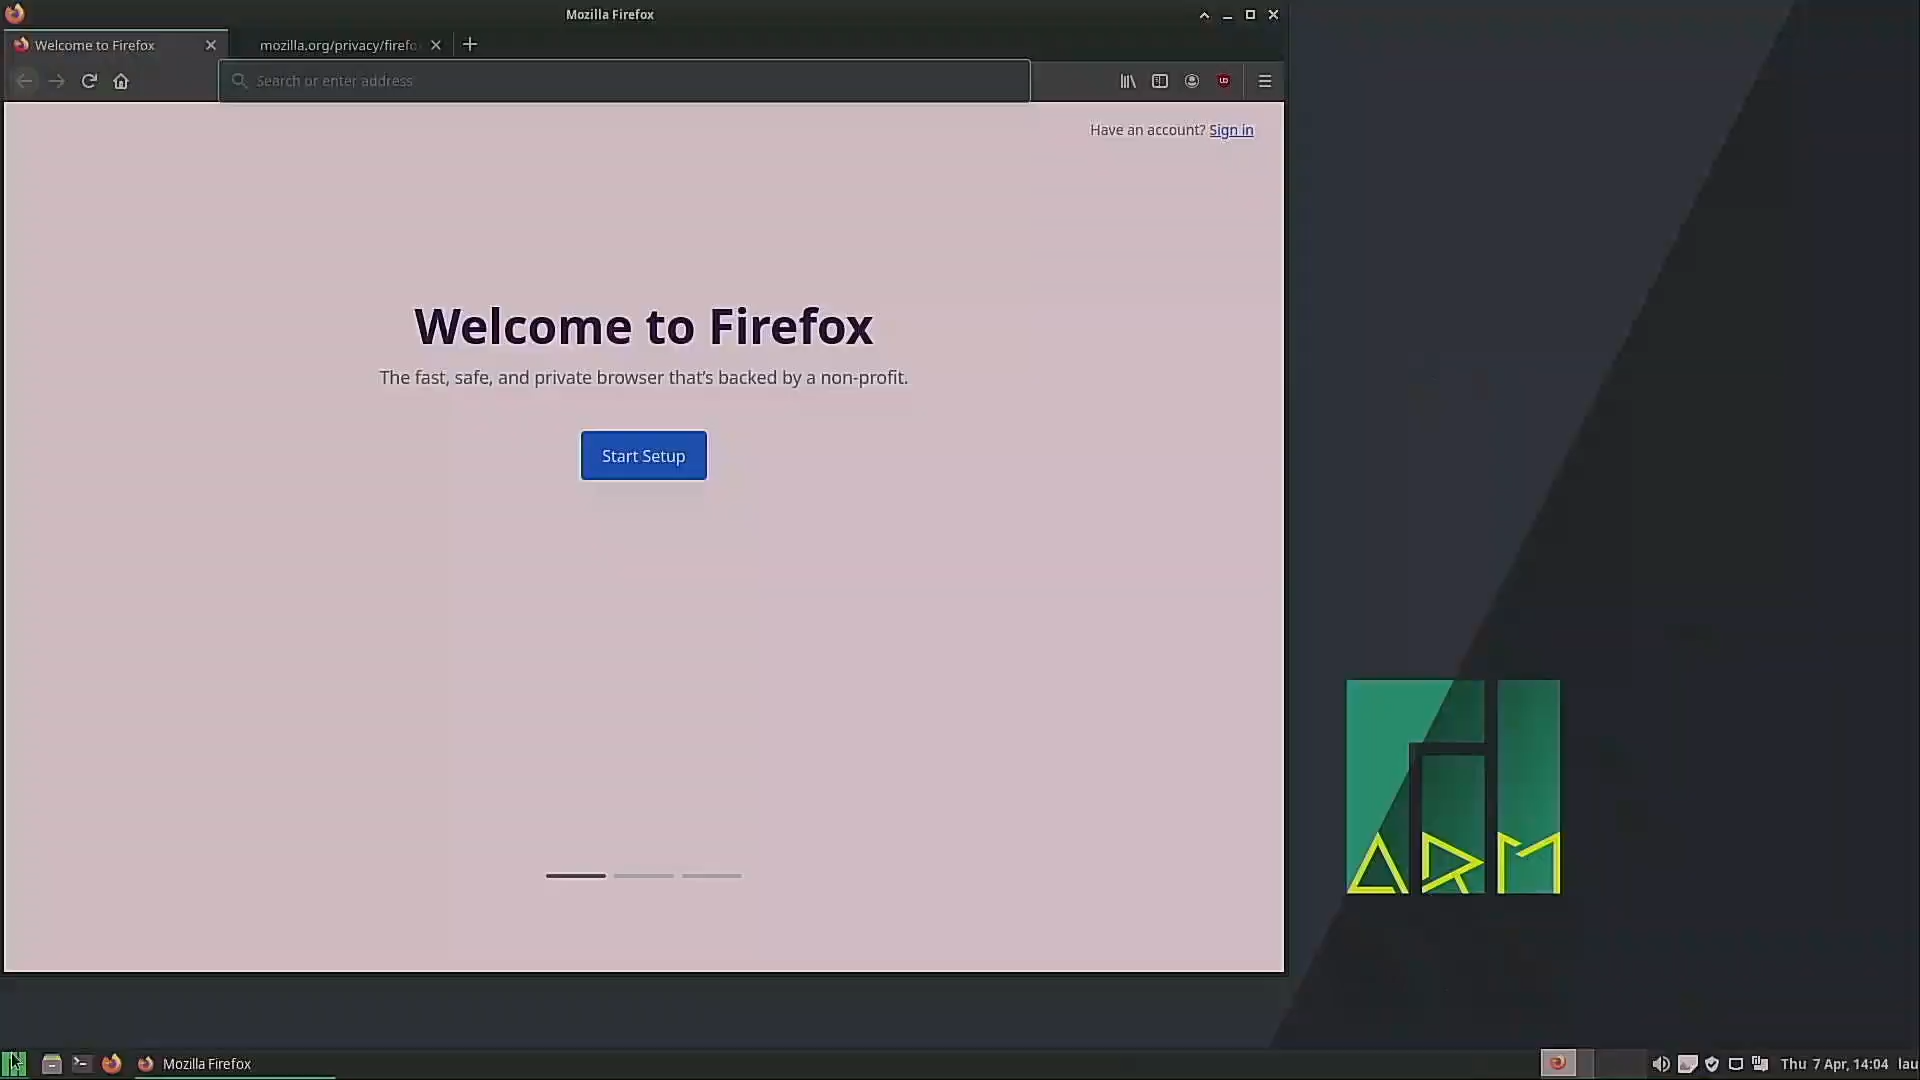 Mozilla Firefox
Welcome to Firefox
mozilla.org/privacy/firefo
Search or enter address
Have an account? Sign in
Welcome to Firefox
The fast, safe, and private browser that's backed by a non-profit.
Start Setup
ARM
Mozilla Firefox
Thu 7 Apr, 14:04 lau